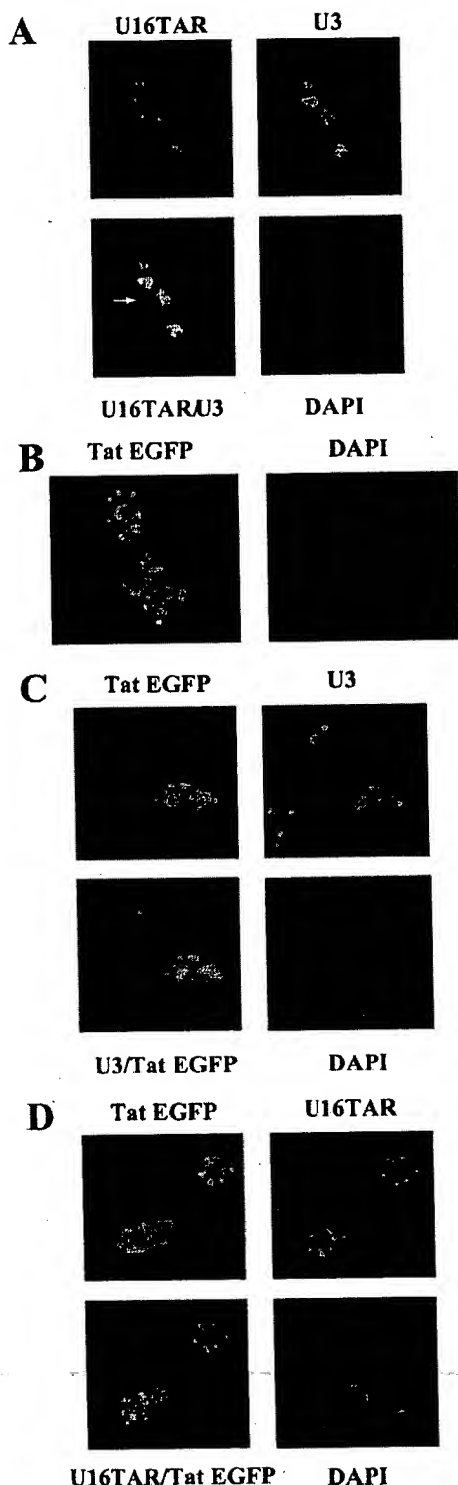 A
U16TAR U3
U16TAR/U3 DAPI
B
Tat EGFP DAPI
C
Tat EGFP U3
U3/Tat EGFP DAPI
D
Tat EGFP U16TAR
U16TAR/Tat EGFP DAPI